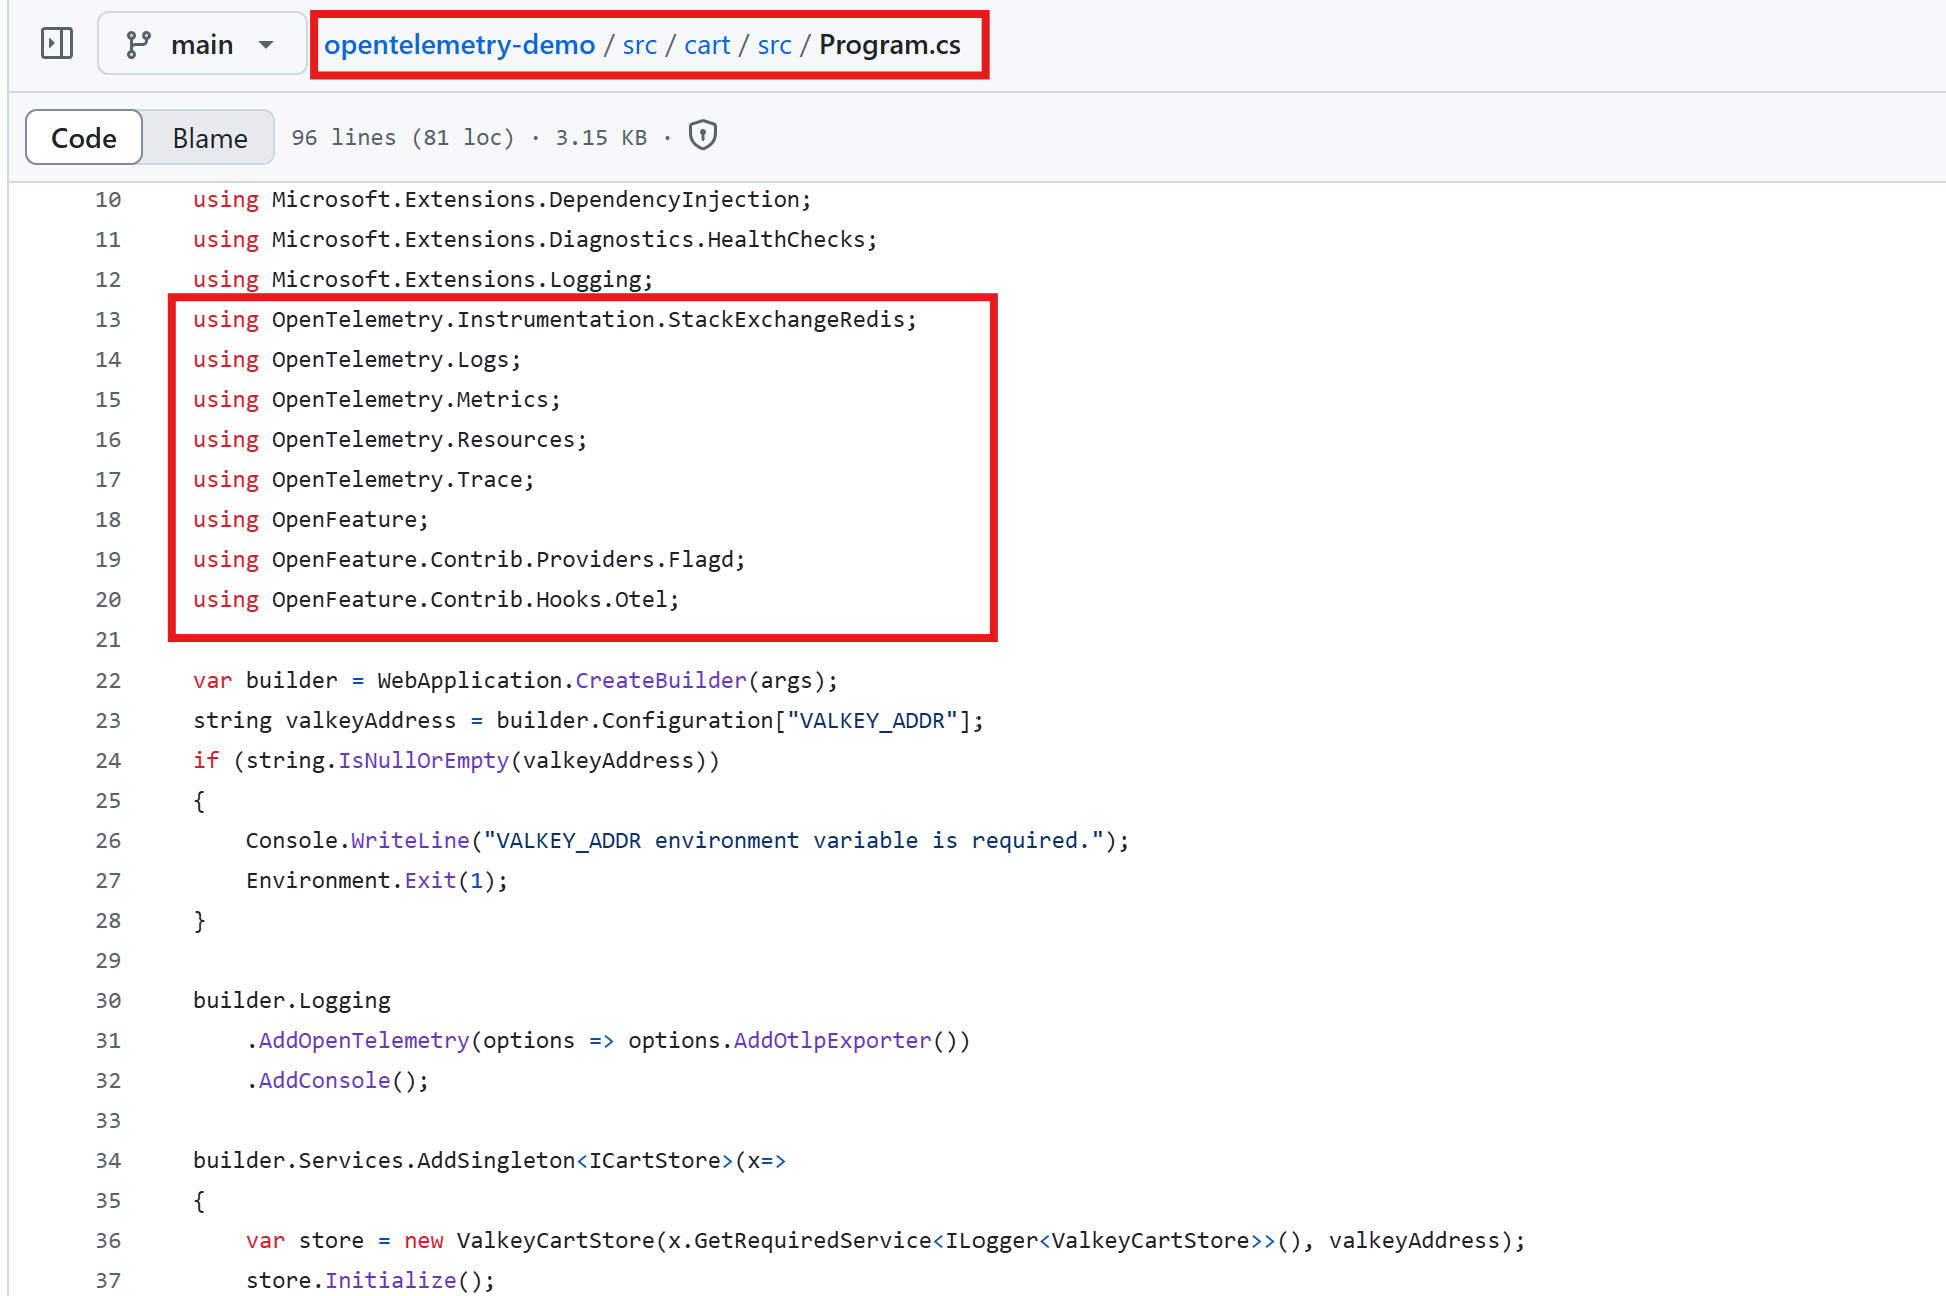 main
opentelemetry-demo / src / cart / src / Program.cs
Code Blame 96 lines (81 loc) · 3.15 KB ·
10 using Microsoft.Extensions.DependencyInjection;
11 using Microsoft.Extensions.Diagnostics.HealthChecks;
12 using Microsoft.Extensions.Logging;
13 using OpenTelemetry.Instrumentation.StackExchangeRedis;
14 using OpenTelemetry.Logs;
15 using OpenTelemetry.Metrics;
16 using OpenTelemetry.Resources;
17 using OpenTelemetry.Trace;
18 using OpenFeature;
19 using OpenFeature.Contrib.Providers.Flagd;
20 using OpenFeature.Contrib.Hooks.Otel;
21
22 var builder = WebApplication.CreateBuilder(args);
23 string valkeyAddress = builder.Configuration["VALKEY_ADDR"];
24 if (string.IsNullOrEmpty(valkeyAddress))
25 {
26     Console.WriteLine("VALKEY_ADDR environment variable is required.");
27     Environment.Exit(1);
28 }
29
30 builder.Logging
31     .AddOpenTelemetry(options => options.AddOtlpExporter())
32     .AddConsole();
33
34 builder.Services.AddSingleton<ICartStore>(x=>
35 {
36     var store = new ValkeyCartStore(x.GetRequiredService<ILogger<ValkeyCartStore>>(), valkeyAddress);
37     store.Initialize();